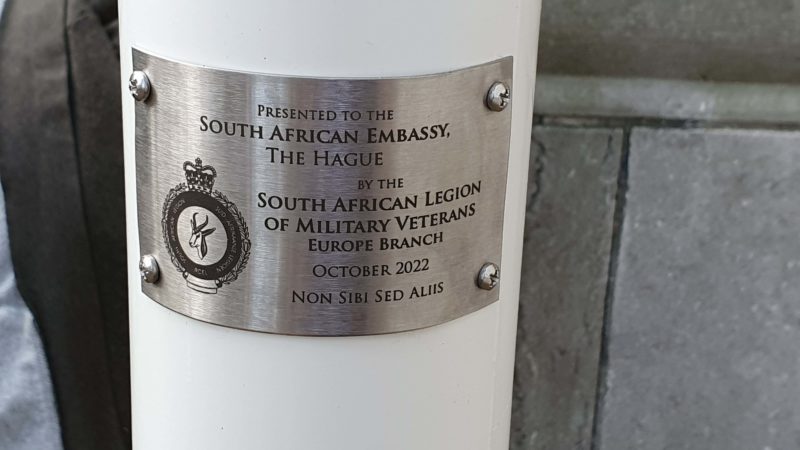 PRESENTED TO THE
SOUTH AFRICAN EMBASSY,
THE HAGUE
BY THE
SOUTH AFRICAN LEGION
OF MILITARY VETERANS
EUROPE BRANCH
OCTOBER 2022
NON SIBI SED ALIIS